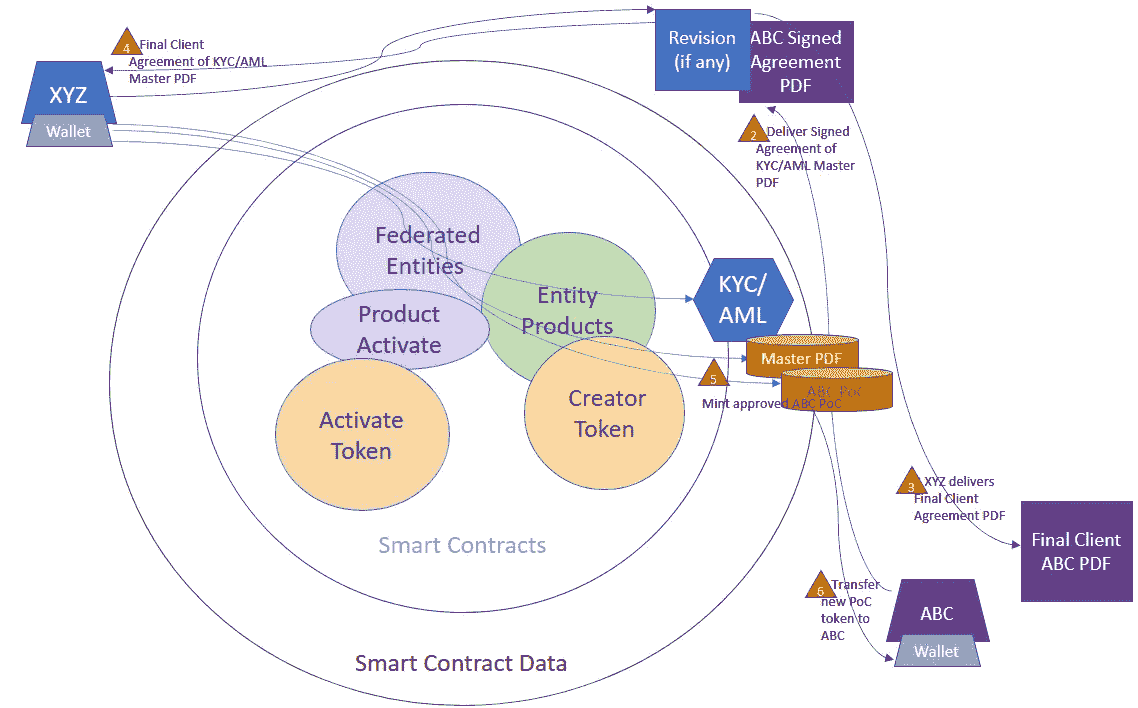 4 Final Client
Agreement of KYC/AML
Master PDF
XYZ
Wallet
Revision
(if any)
ABC Signed
Agreement
PDF
2 Deliver Signed
Agreement of
KYC/AML Master
PDF
Federated
Entities
Entity
Products
Product
Activate
KYC/
AML
Master PDF
ABC PoC
5
Mint approved ABC PoC
Creator
Token
Activate
Token
3 XYZ delivers
Final Client
Agreement PDF
Smart Contracts
Final Client
ABC PDF
6 Transfer
new PoC
token to
ABC
ABC
Wallet
Smart Contract Data